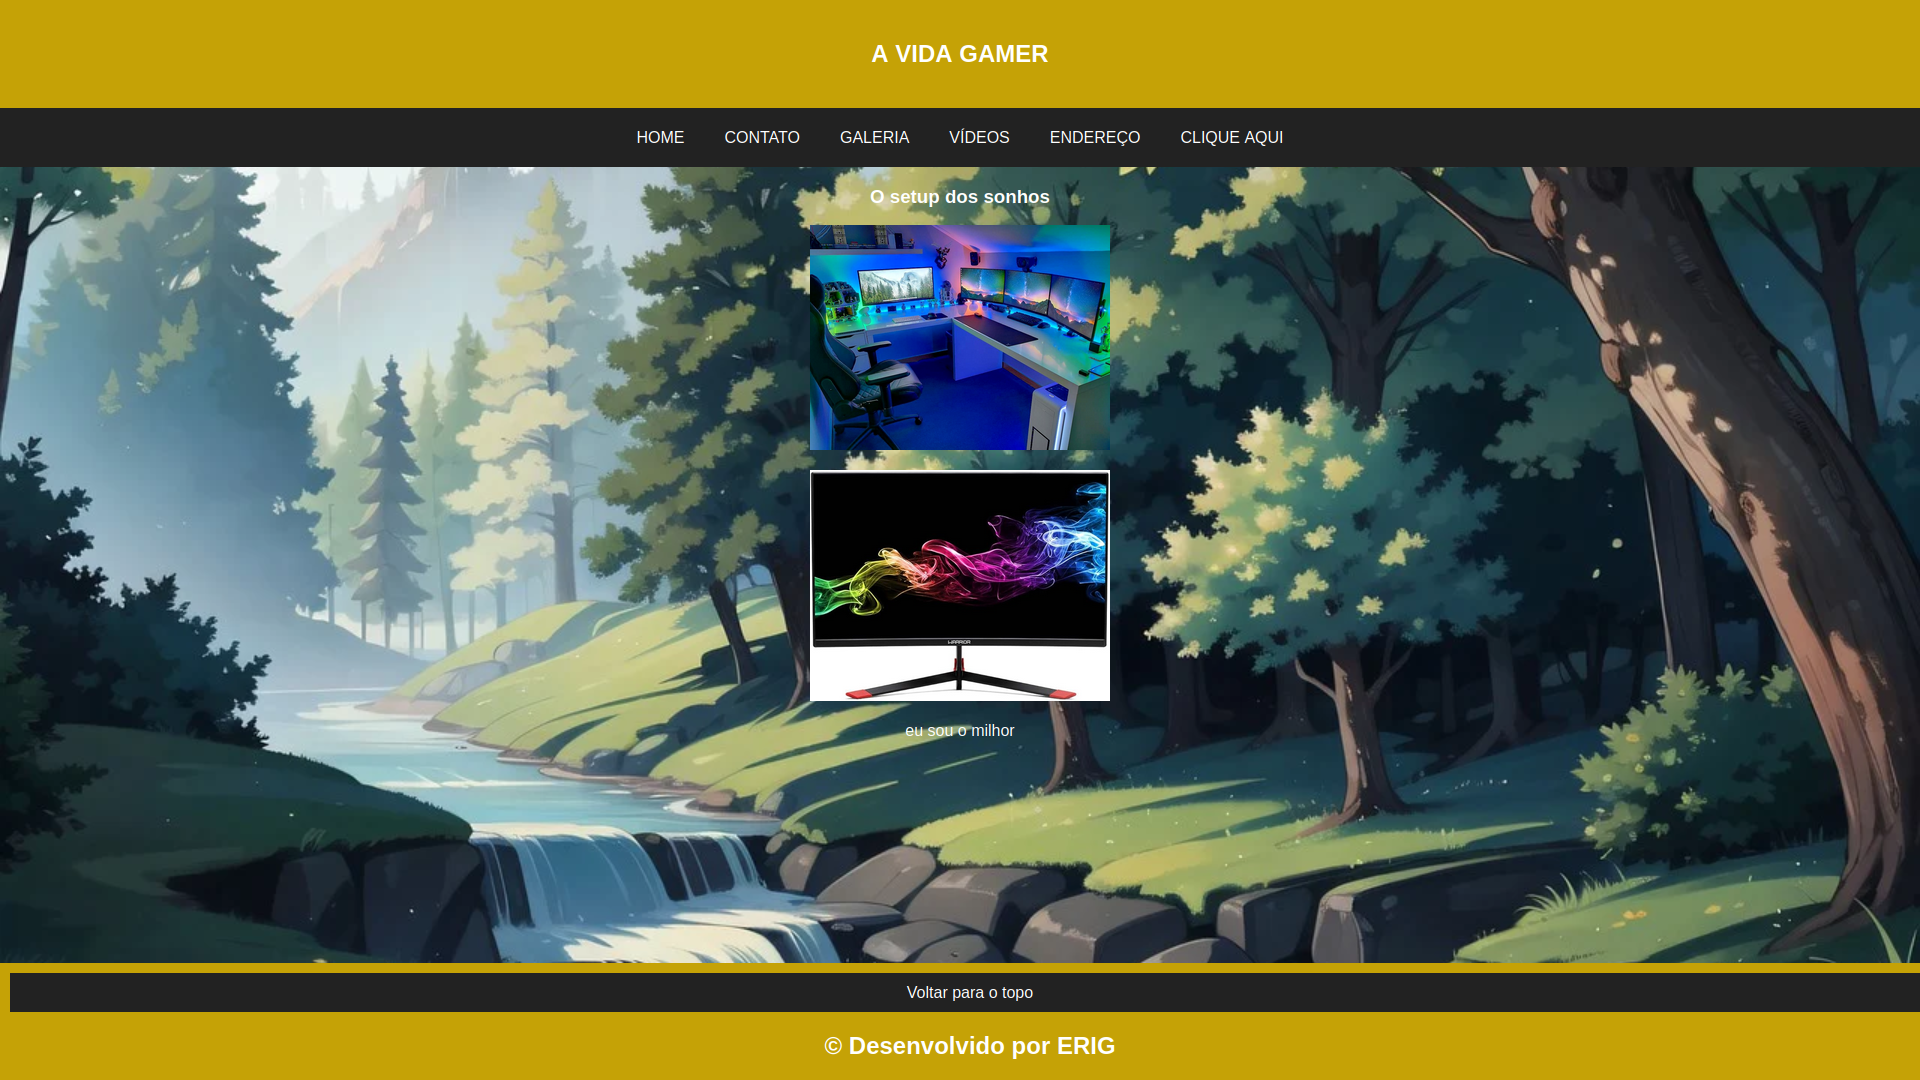 A VIDA GAMER
HOME CONTATO GALERIA VÍDEOS ENDEREÇO CLIQUE AQUI
O setup dos sonhos
WARRIOR
eu sou o milhor
Voltar para o topo
© Desenvolvido por ERIG